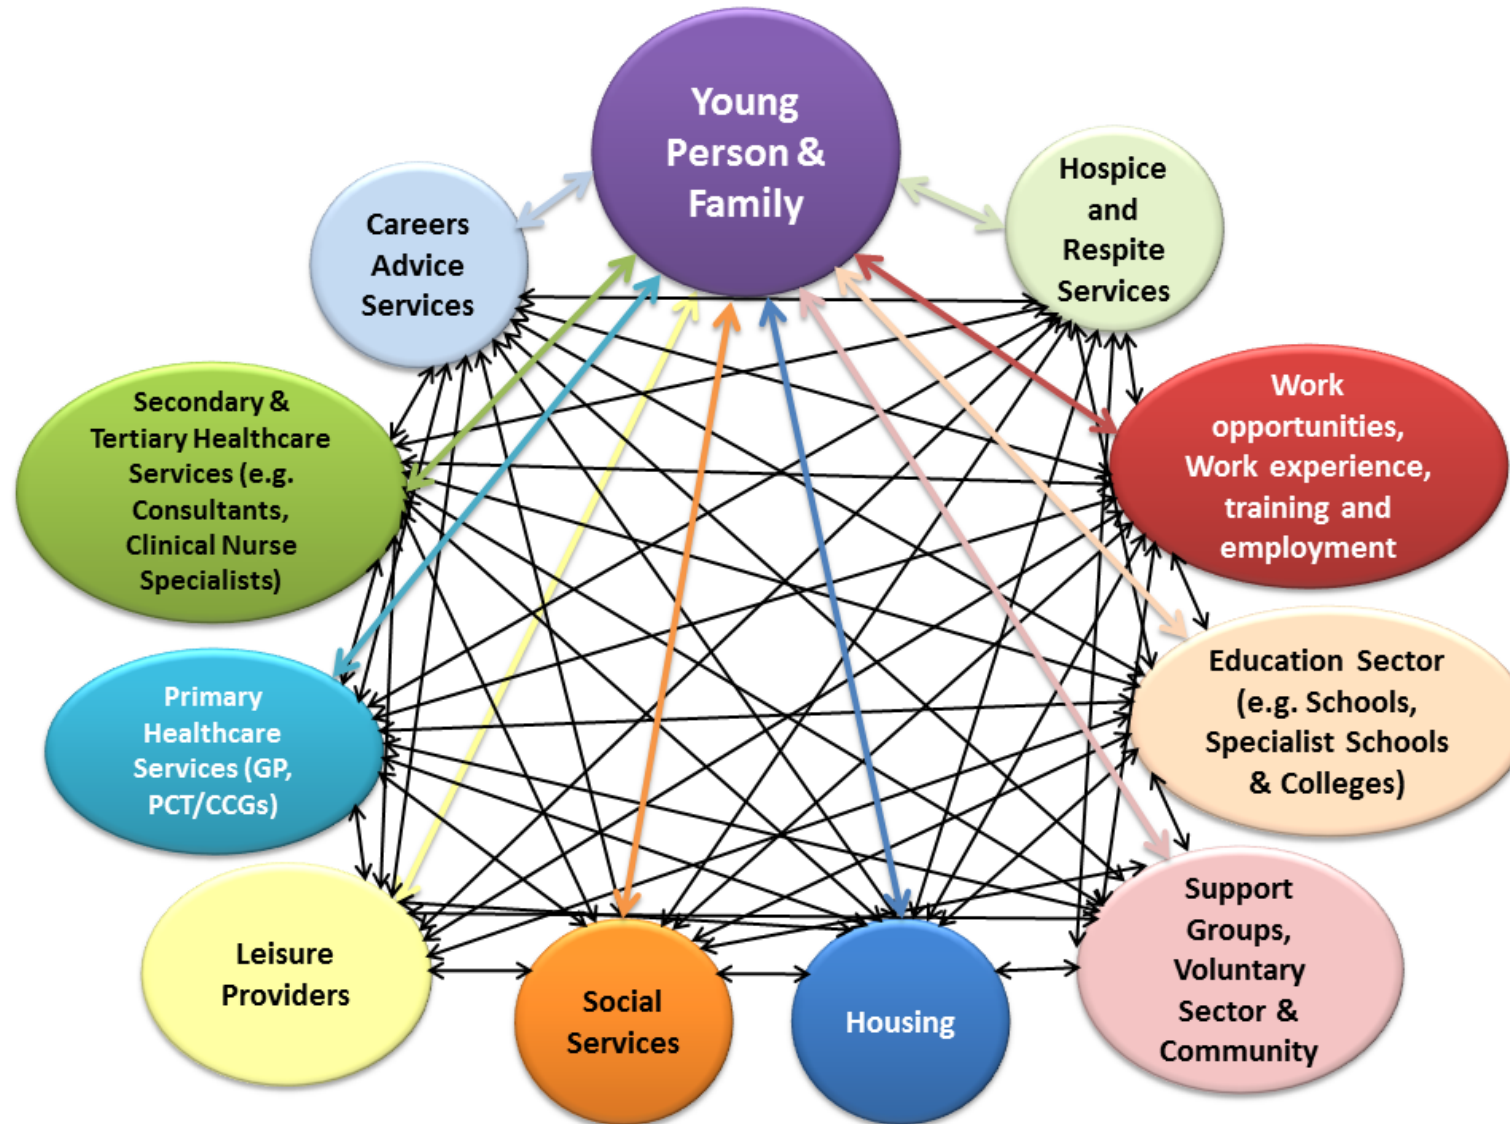 Young
Person &
Family
Careers
Advice
Services
Hospice
and
Respite
Services
Secondary &
Tertiary Healthcare
Services (e.g.
Consultants,
Clinical Nurse
Specialists)
Work
opportunities,
Work experience,
training and
employment
Primary
Healthcare
Services (GP,
PCT/CCGs)
Education Sector
(e.g. Schools,
Specialist Schools
& Colleges)
Leisure
Providers
Social
Services
Housing
Support
Groups,
Voluntary
Sector &
Community